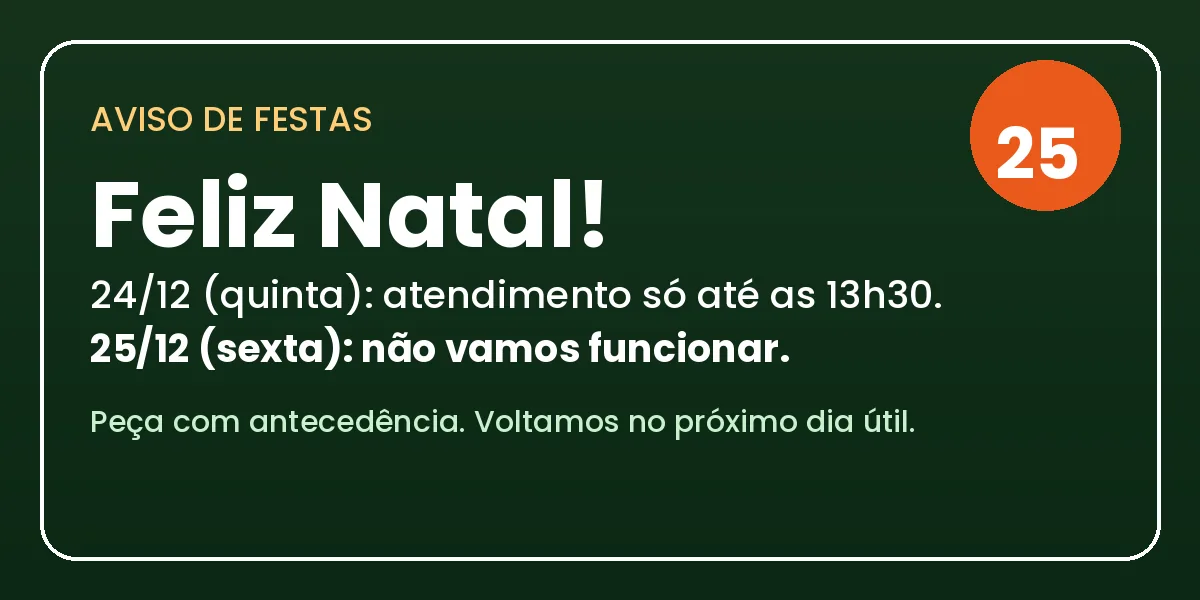 AVISO DE FESTAS
25
Feliz Natal!
24/12 (quinta): atendimento só até as 13h30.
25/12 (sexta): não vamos funcionar.
Peça com antecedência. Voltamos no próximo dia útil.